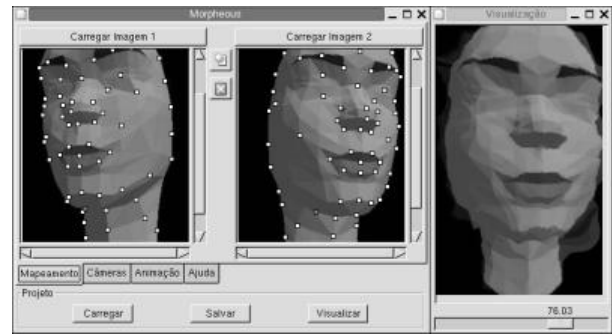 Morpheous
Visualização
Carregar Imagem 1
Carregar Imagem 2
Mapeamento
Câmeras
Animação
Ajuda
Projeto
Carregar
Salvar
Visualizar
76.03